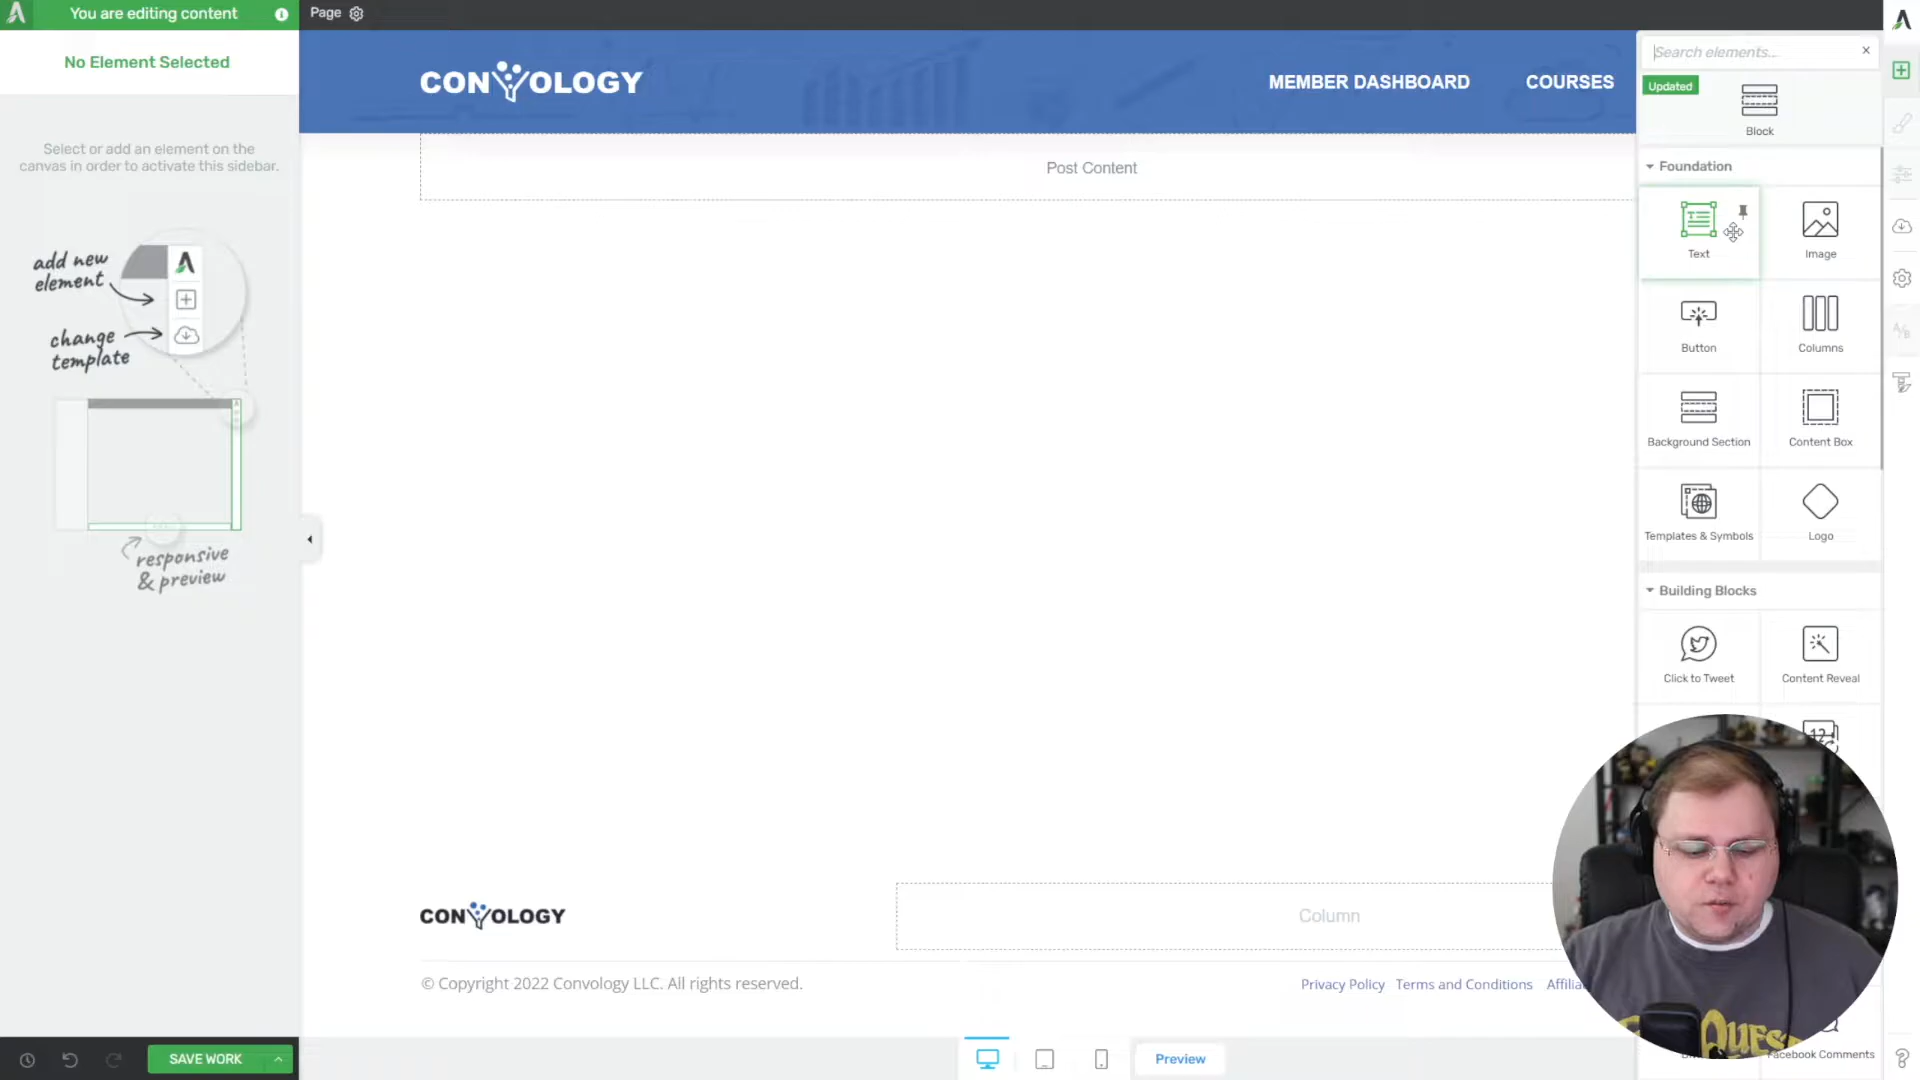 You are editing content
Page
No Element Selected
Select or add an element on the
canvas in order to activate this sidebar.
add new
element
change
template
responsive
& preview
SAVE WORK
CONVOLOGY
MEMBER DASHBOARD
COURSES
Post Content
CONVOLOGY
Column
© Copyright 2022 Convology LLC. All rights reserved.
Privacy Policy
Terms and Conditions
Preview
Search elements...
Updated
Block
Foundation
Text
Image
Button
Columns
Background Section
Content Box
Templates & Symbols
Logo
Building Blocks
Click to Tweet
Content Reveal
12
Facebook Comments
A/B